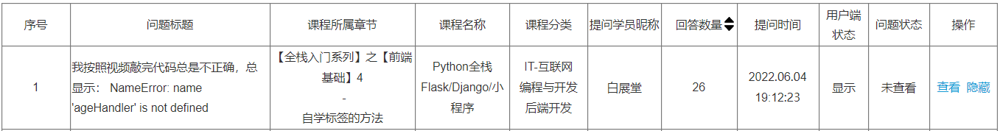 序号
问题标题
课程所属章节
课程名称
课程分类
提问学员昵称
回答数量
提问时间
用户端
状态
问题状态
操作
1
我按照视频敲完代码总是不正确，总
显示： NameError: name
'ageHandler' is not defined
【全栈入门系列】之【前端
基础】4
-
自学标签的方法
Python全栈
Flask/Django/小
程序
IT-互联网
编程与开发
后端开发
白展堂
26
2022.06.04
19:12:23
显示
未查看
查看 隐藏